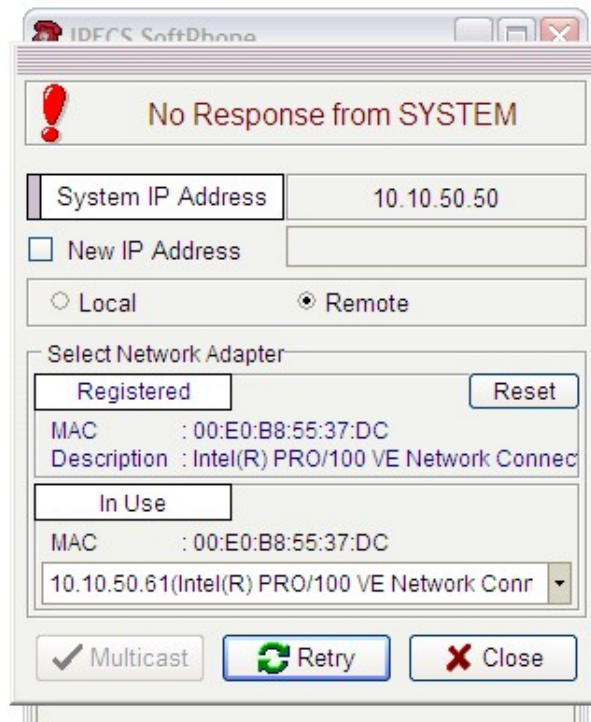 IPECS SoftPhone
No Response from SYSTEM
System IP Address 10.10.50.50
New IP Address
Local Remote
Select Network Adapter
Registered Reset
MAC : 00:E0:B8:55:37:DC
Description : Intel(R) PRO/100 VE Network Connec
In Use
MAC : 00:E0:B8:55:37:DC
10.10.50.61(Intel(R) PRO/100 VE Network Conn
Multicast Retry Close